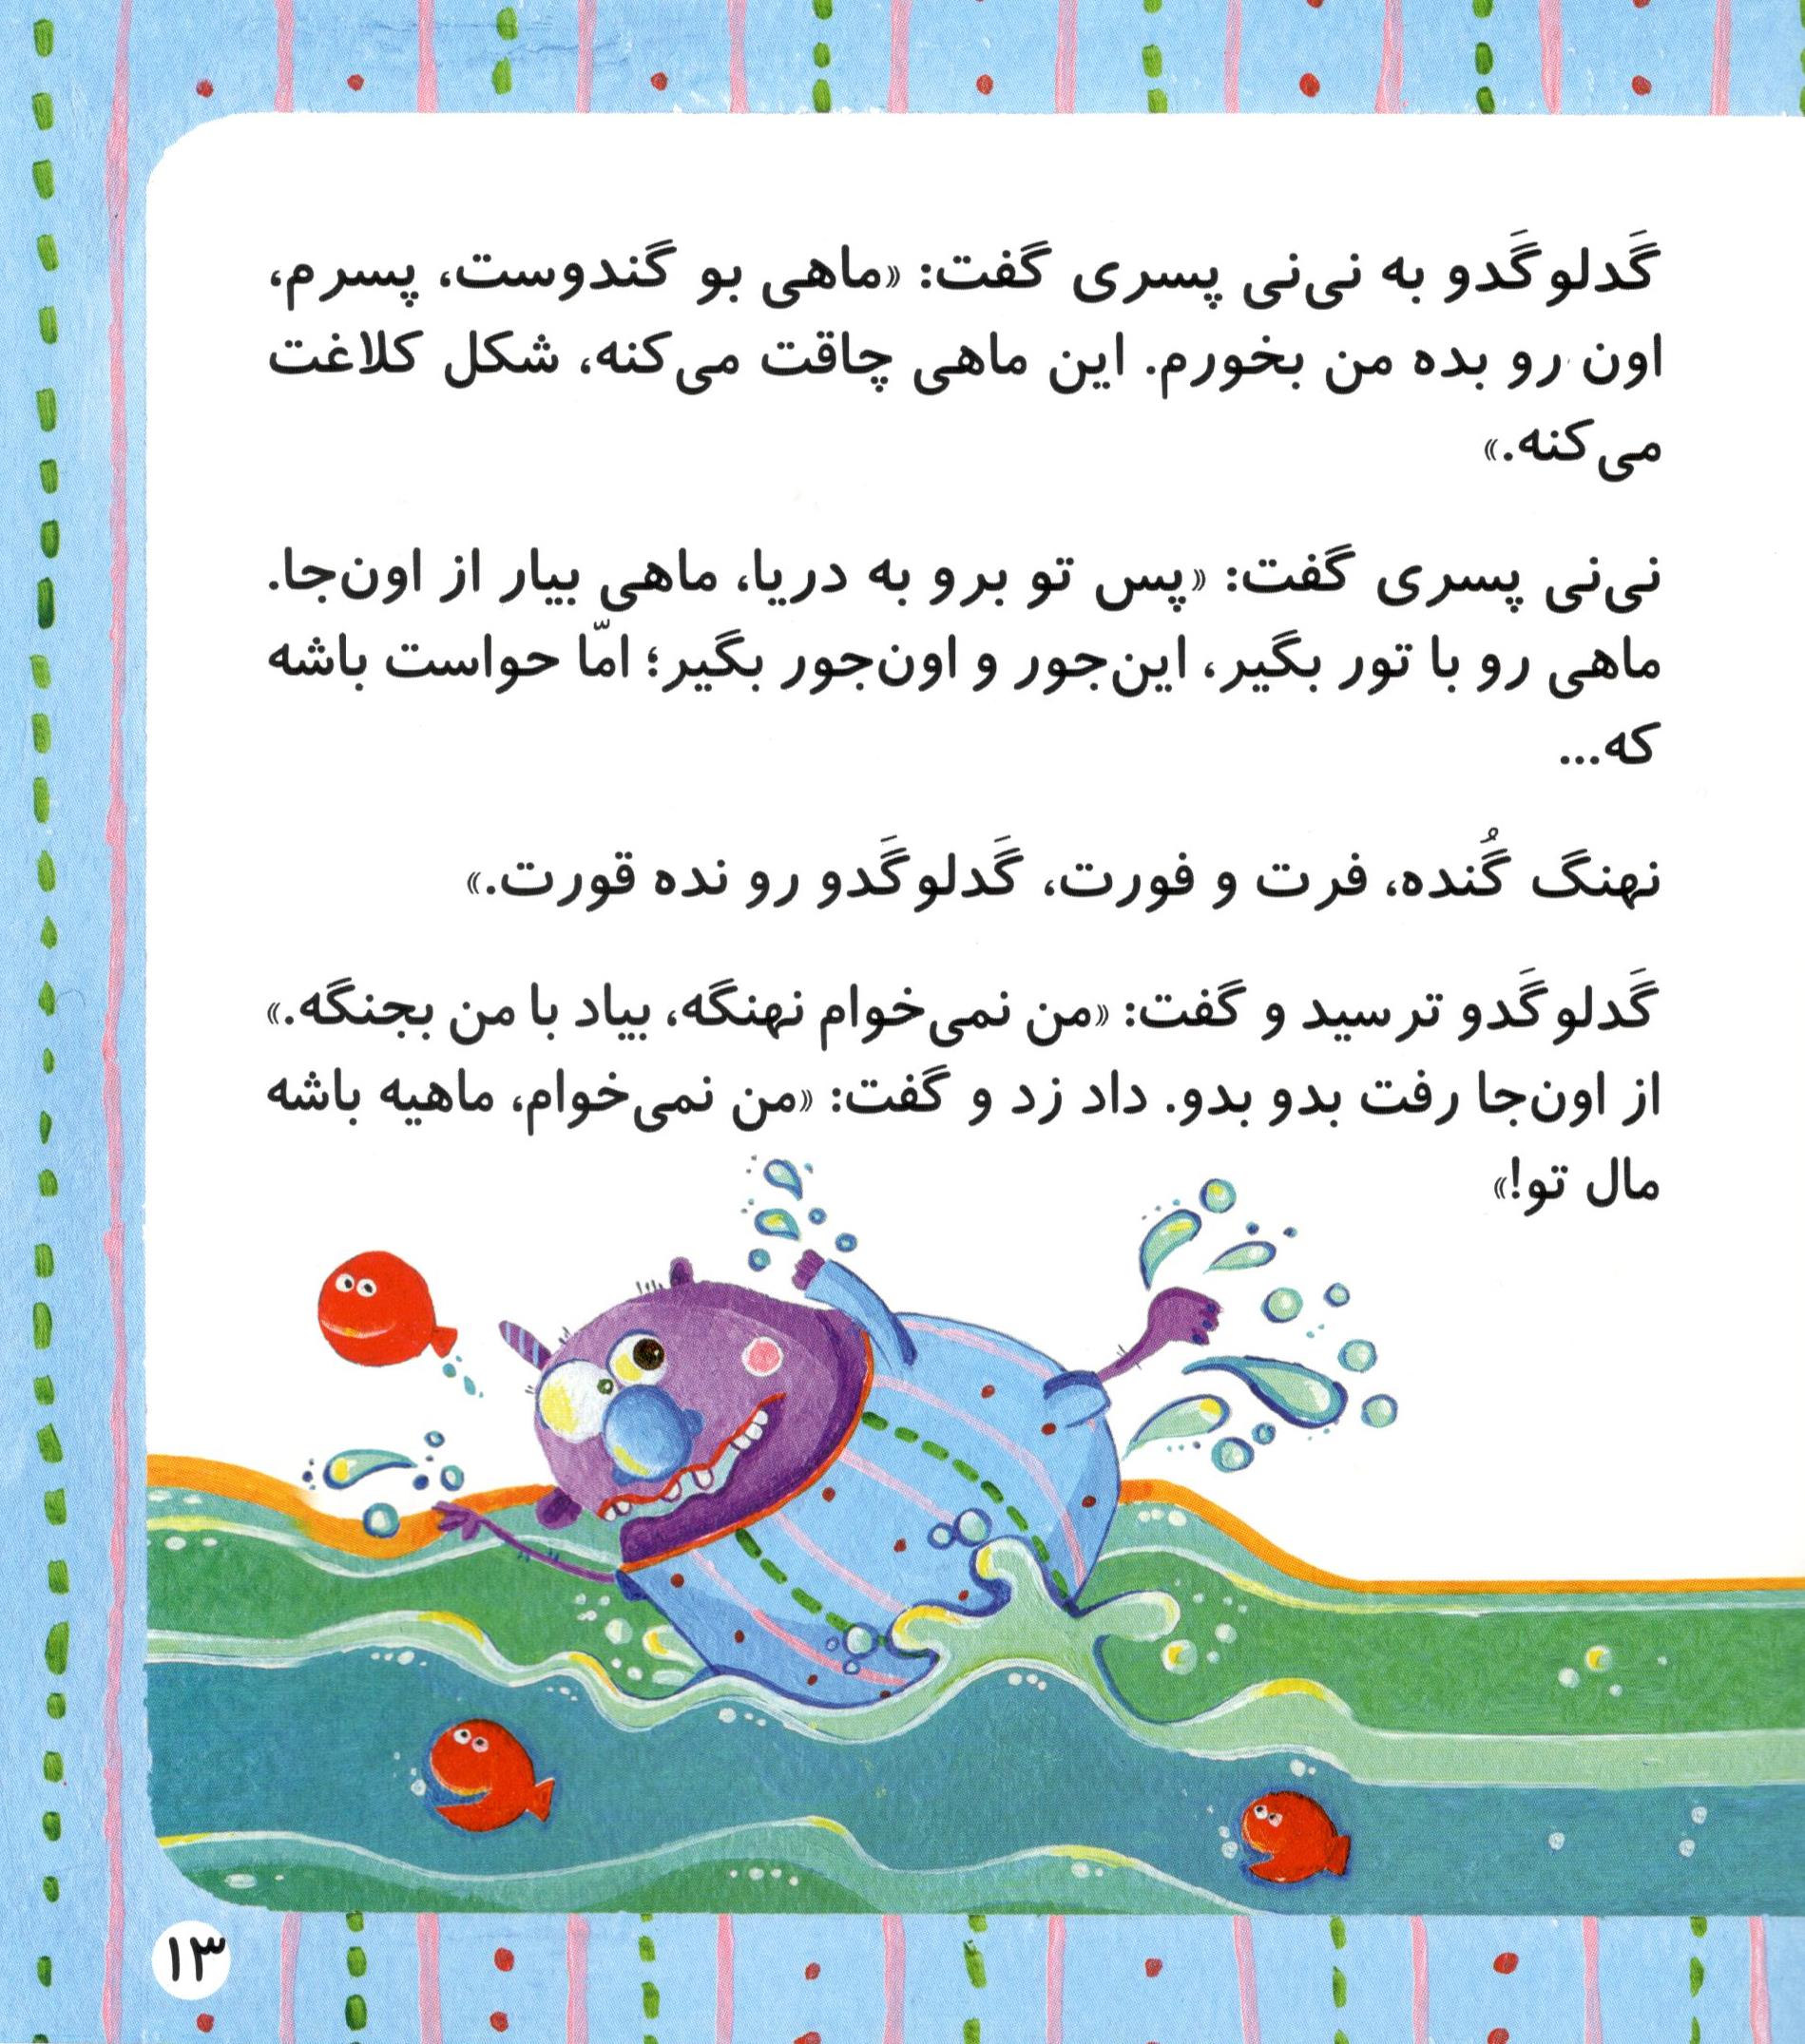 گَدلوگَدو به نی‌نی پسری گفت: «ماهی بو گندوست، پسرم،
اون رو بده من بخورم. این ماهی چاقت می‌کنه، شکل کلاغت
می‌کنه.»
نی‌نی پسری گفت: «پس تو برو به دریا، ماهی بیار از اون‌جا.
ماهی رو با تور بگیر، این‌جور و اون‌جور بگیر؛ امّا حواست باشه
که...
نهنگ گُنده، فرت و فورت، گَدلوگَدو رو نده قورت.»
گَدلوگَدو ترسید و گفت: «من نمی‌خوام نهنگه، بیاد با من بجنگه.»
از اون‌جا رفت بدو بدو. داد زد و گفت: «من نمی‌خوام، ماهیه باشه
مال تو!»
۱۳